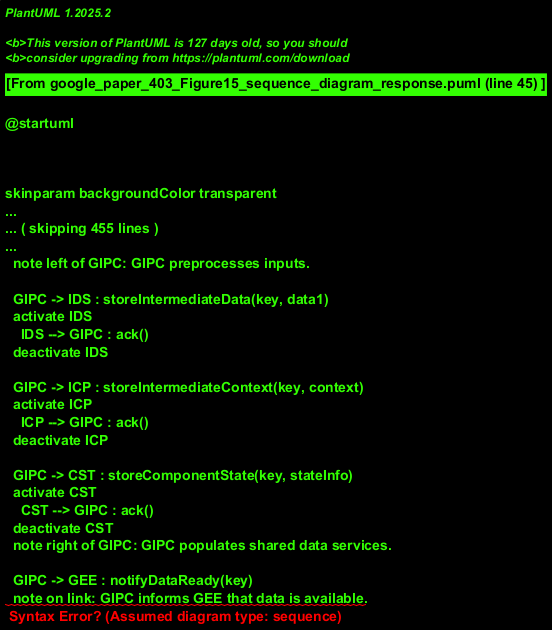 PlantUML 1.2025.2
<b>This version of PlantUML is 127 days old, so you should
<b>consider upgrading from https://plantuml.com/download
[From google_paper_403_Figure15_sequence_diagram_response.puml (line 45) ]
@startuml
skinparam backgroundColor transparent
...
... ( skipping 455 lines )
...
note left of GIPC: GIPC preprocesses inputs.
GIPC -> IDS : storeIntermediateData(key, data1)
activate IDS
IDS --> GIPC : ack()
deactivate IDS
GIPC -> ICP : storeIntermediateContext(key, context)
activate ICP
ICP --> GIPC : ack()
deactivate ICP
GIPC -> CST : storeComponentState(key, stateInfo)
activate CST
CST --> GIPC : ack()
deactivate CST
note right of GIPC: GIPC populates shared data services.
GIPC -> GEE : notifyDataReady(key)
note on link: GIPC informs GEE that data is available.
Syntax Error? (Assumed diagram type: sequence)